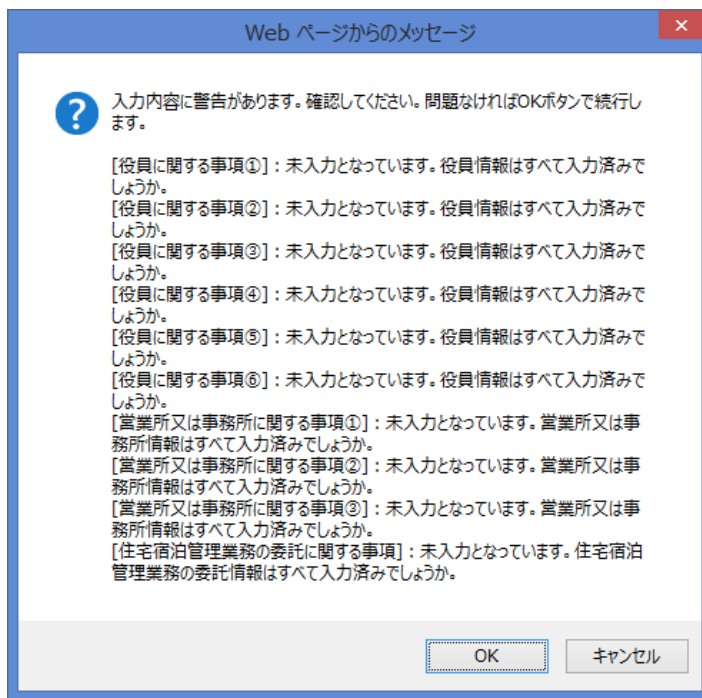 Web ページからのメッセージ
入力内容に警告があります。確認してください。問題なければOKボタンで続行し
ます。
[役員に関する事項①]：未入力となっています。役員情報はすべて入力済みで
しょうか。
[役員に関する事項②]：未入力となっています。役員情報はすべて入力済みで
しょうか。
[役員に関する事項③]：未入力となっています。役員情報はすべて入力済みで
しょうか。
[役員に関する事項④]：未入力となっています。役員情報はすべて入力済みで
しょうか。
[役員に関する事項⑤]：未入力となっています。役員情報はすべて入力済みで
しょうか。
[役員に関する事項⑥]：未入力となっています。役員情報はすべて入力済みで
しょうか。
[営業所又は事務所に関する事項①]：未入力となっています。営業所又は事
務所情報はすべて入力済みでしょうか。
[営業所又は事務所に関する事項②]：未入力となっています。営業所又は事
務所情報はすべて入力済みでしょうか。
[営業所又は事務所に関する事項③]：未入力となっています。営業所又は事
務所情報はすべて入力済みでしょうか。
[住宅宿泊管理業務の委託に関する事項]：未入力となっています。住宅宿泊
管理業務の委託情報はすべて入力済みでしょうか。
OK
キャンセル